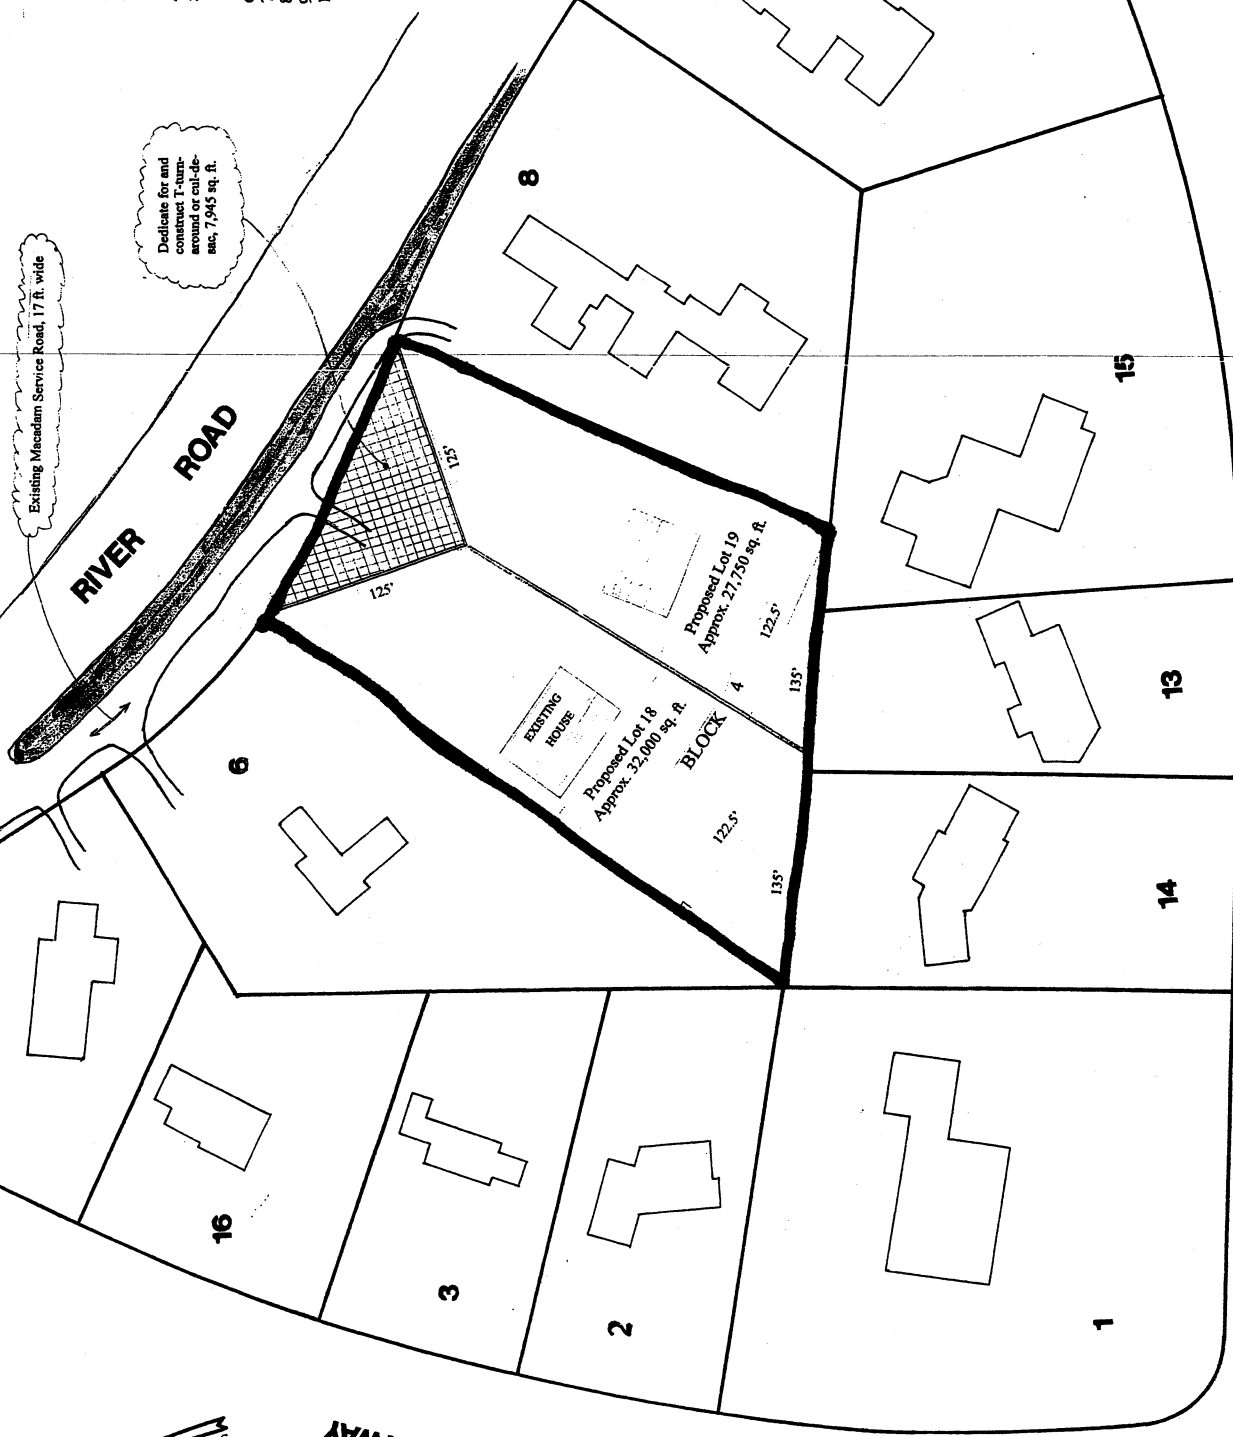 Existing Macadam Service Road, 17 ft. wide
Dedicate for and
construct T-turn-
around or cul-de-
sac, 7,945 sq. ft.
RIVER ROAD
8
15
125'
125'
Proposed Lot 19
Approx. 27,750 sq. ft.
122.5'
135'
4
BLOCK
EXISTING
HOUSE
Proposed Lot 18
Approx. 32,000 sq. ft.
122.5'
135'
6
13
14
16
3
2
1